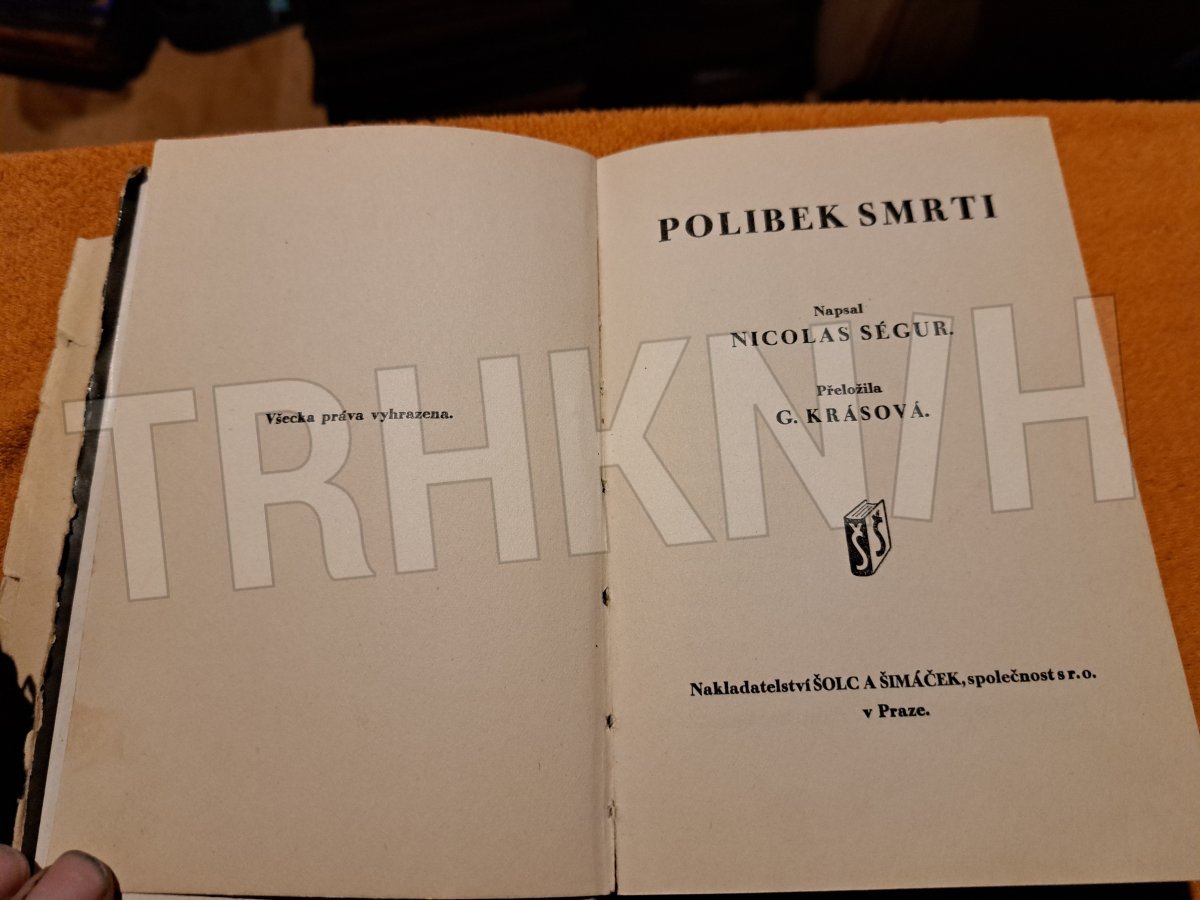 Všecka práva vyhrazena.
POLIBEK SMRTI
Napsal
NICOLAS SÉGUR.
Přeložila
G. KRÁSOVÁ.
Š Š
Nakladatelství ŠOLC A ŠIMÁČEK, společnost s r. o.
v Praze.
TRHKNIH